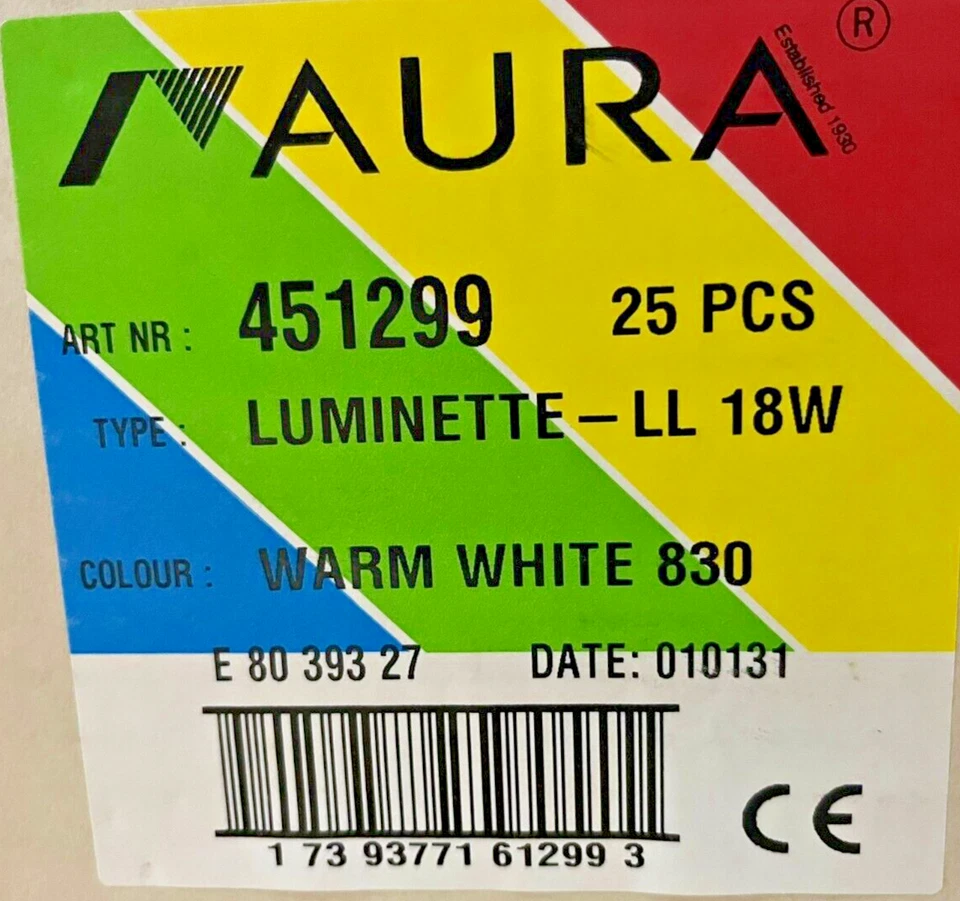 AURA ®
Established 1930
ART NR : 451299 25 PCS
TYPE : LUMINETTE – LL 18W
COLOUR : WARM WHITE 830
E 80 393 27 DATE: 010131
1 73 93771 61299 3
CE